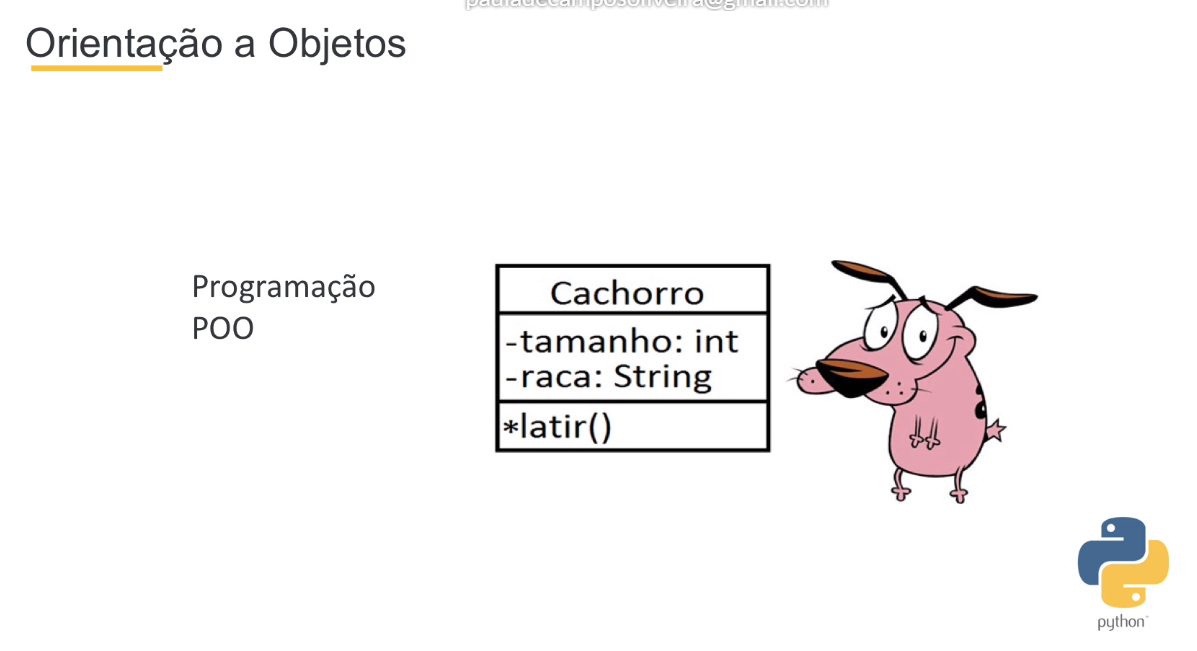 Orientação a Objetos
Programação
POO
Cachorro
-tamanho: int
-raca: String
*latir()
python